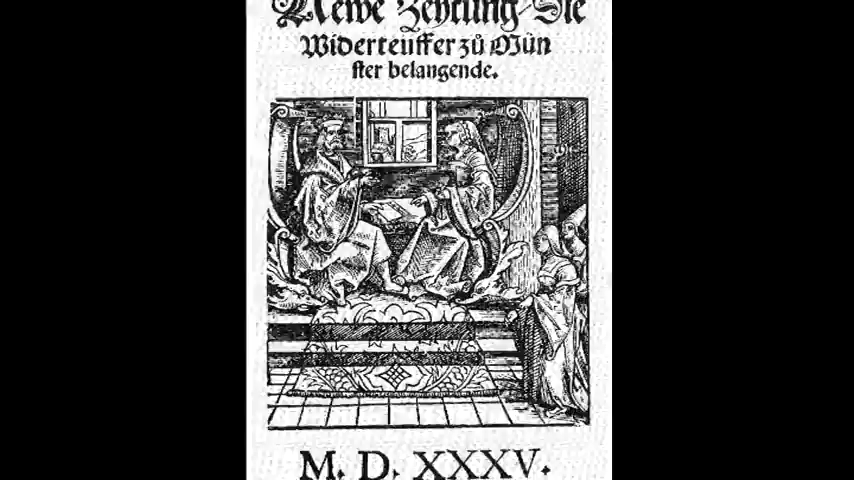 Newe Zeytung/Die
Widerteuffer zů Mün
ster belangende.
M. D. XXXV.